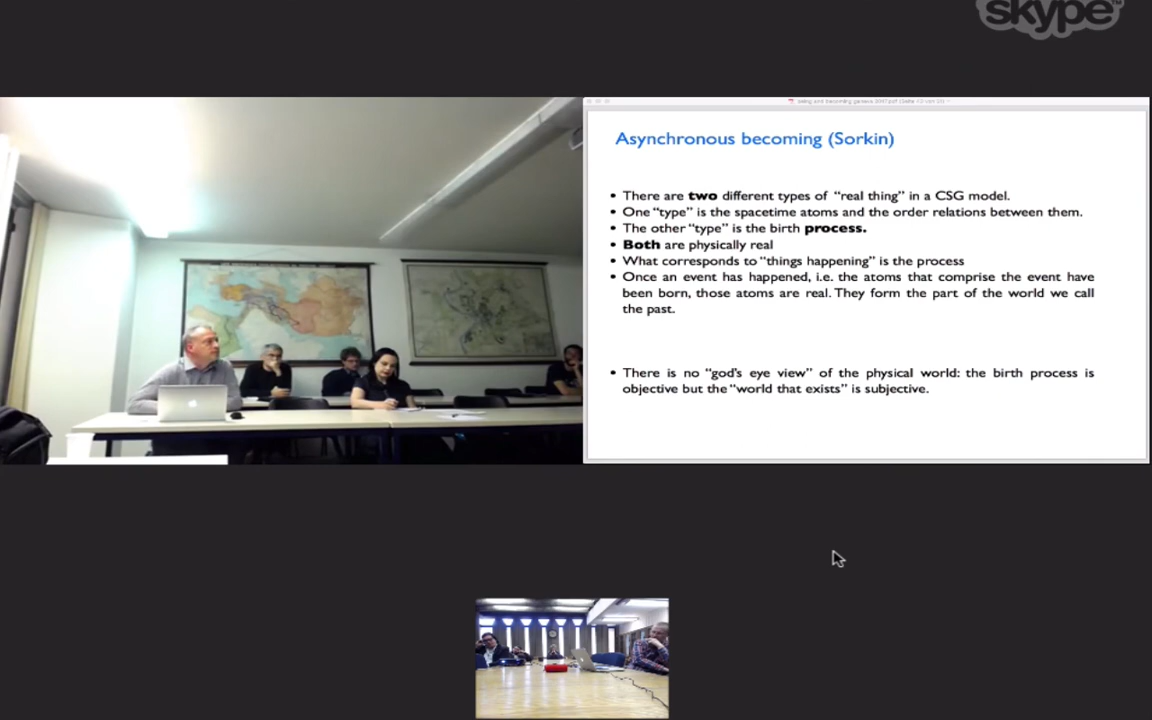 skype™
Asynchronous becoming (Sorkin)
• There are two different types of “real thing” in a CSG model.
• One “type” is the spacetime atoms and the order relations between them.
• The other “type” is the birth process.
• Both are physically real
• What corresponds to “things happening” is the process
• Once an event has happened, i.e. the atoms that comprise the event have
been born, those atoms are real. They form the part of the world we call
the past.
• There is no “god’s eye view” of the physical world: the birth process is
objective but the “world that exists” is subjective.